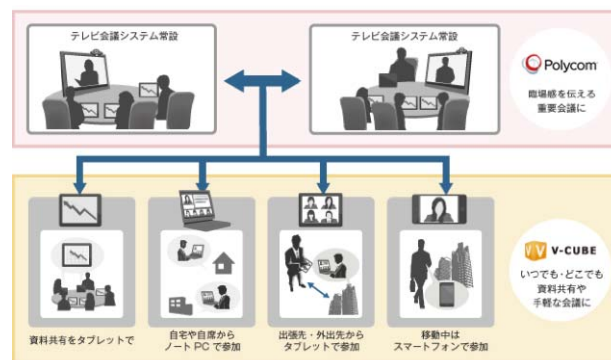 テレビ会議システム常設
テレビ会議システム常設
Polycom
臨場感を伝える
重要会議に
V-CUBE
いつでも・どこでも
資料共有や
手軽な会議に
資料共有をタブレットで
自宅や自席から
ノート PC で参加
出張先・外出先から
タブレットで参加
移動中は
スマートフォンで参加